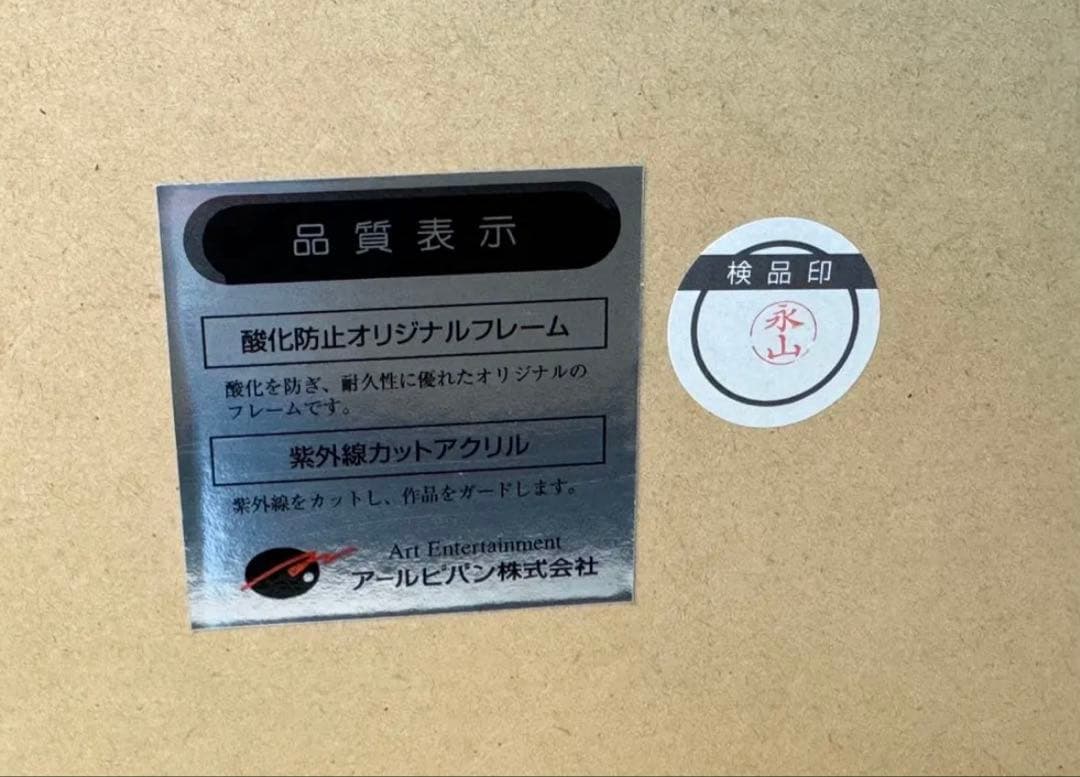 品質表示
酸化防止オリジナルフレーム
酸化を防ぎ、耐久性に優れたオリジナルの
フレームです。
紫外線カットアクリル
紫外線をカットし、作品をガードします。
Art Entertainment
アールビバン株式会社
検品印
永山